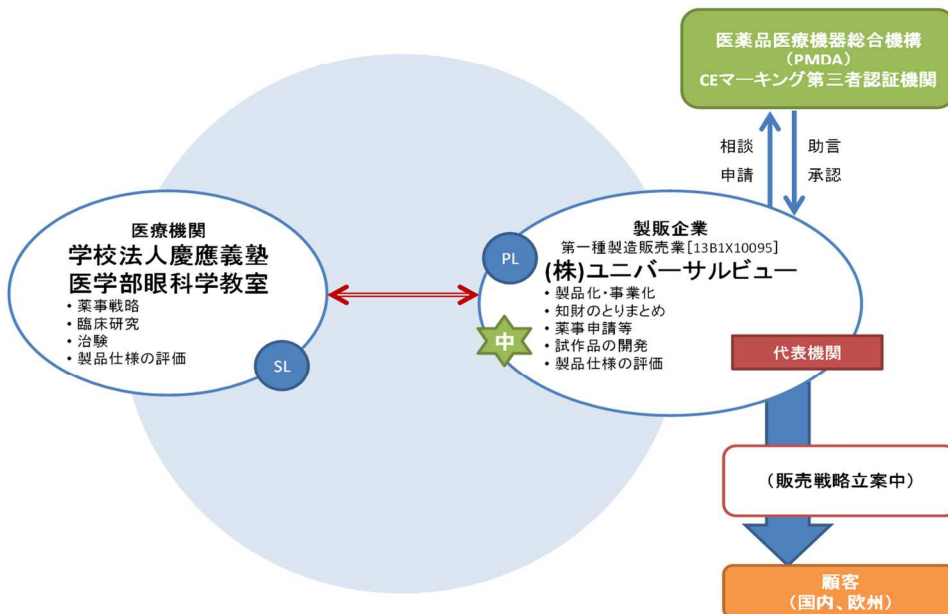 医薬品医療機器総合機構
（PMDA）
CEマーキング第三者認証機関
相談
申請
助言
承認
医療機関
学校法人慶應義塾
医学部眼科学教室
・薬事戦略
・臨床研究
・治験
・製品仕様の評価
SL
製販企業
第一種製造販売業[13B1X10095]
PL
(株)ユニバーサルビュー
・製品化・事業化
・知財のとりまとめ
・薬事申請等
・試作品の開発
・製品仕様の評価
中
代表機関
（販売戦略立案中）
顧客
（国内、欧州）